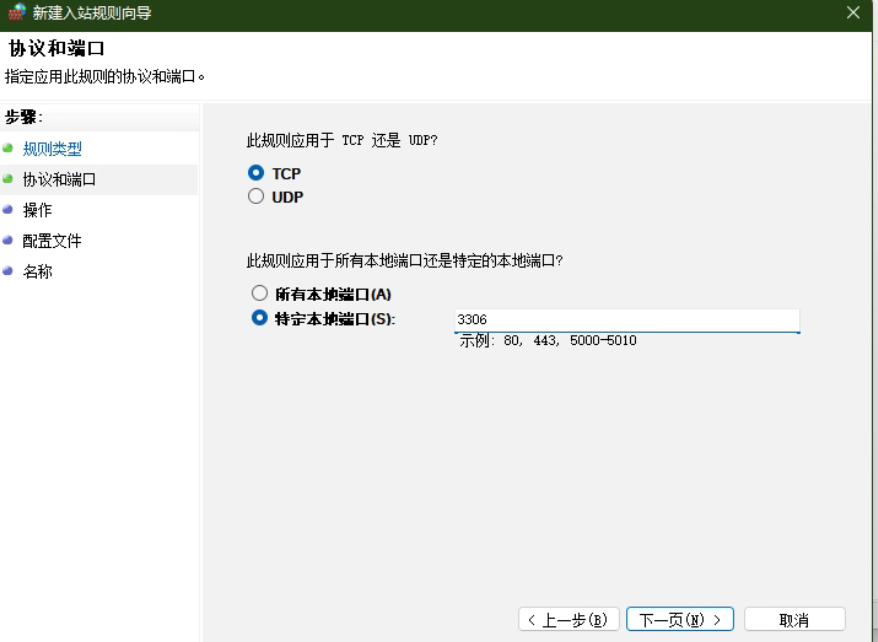 新建入站规则向导
协议和端口
指定应用此规则的协议和端口。
步骤:
规则类型
协议和端口
操作
配置文件
名称
此规则应用于 TCP 还是 UDP?
TCP
UDP
此规则应用于所有本地端口还是特定的本地端口?
所有本地端口(A)
特定本地端口(S):
3306
示例: 80, 443, 5000-5010
< 上一步(B)
下一页(N) >
取消